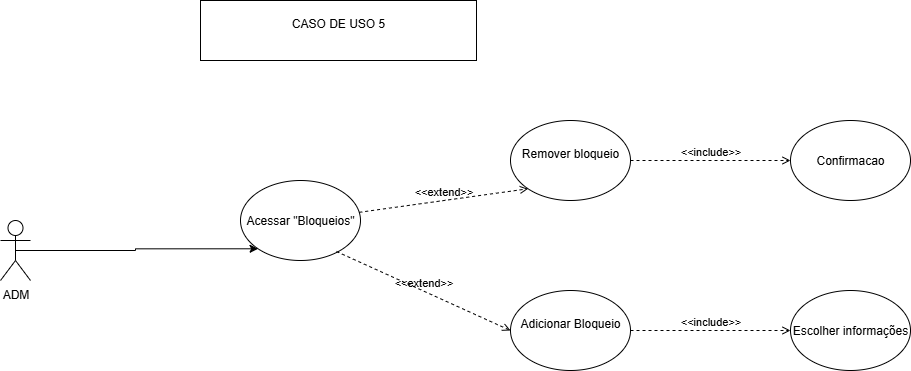 CASO DE USO 5
Remover bloqueio
<<include>>
Confirmacao
<<extend>>
Acessar "Bloqueios"
ADM
<<extend>>
Adicionar Bloqueio
<<include>>
Escolher informações